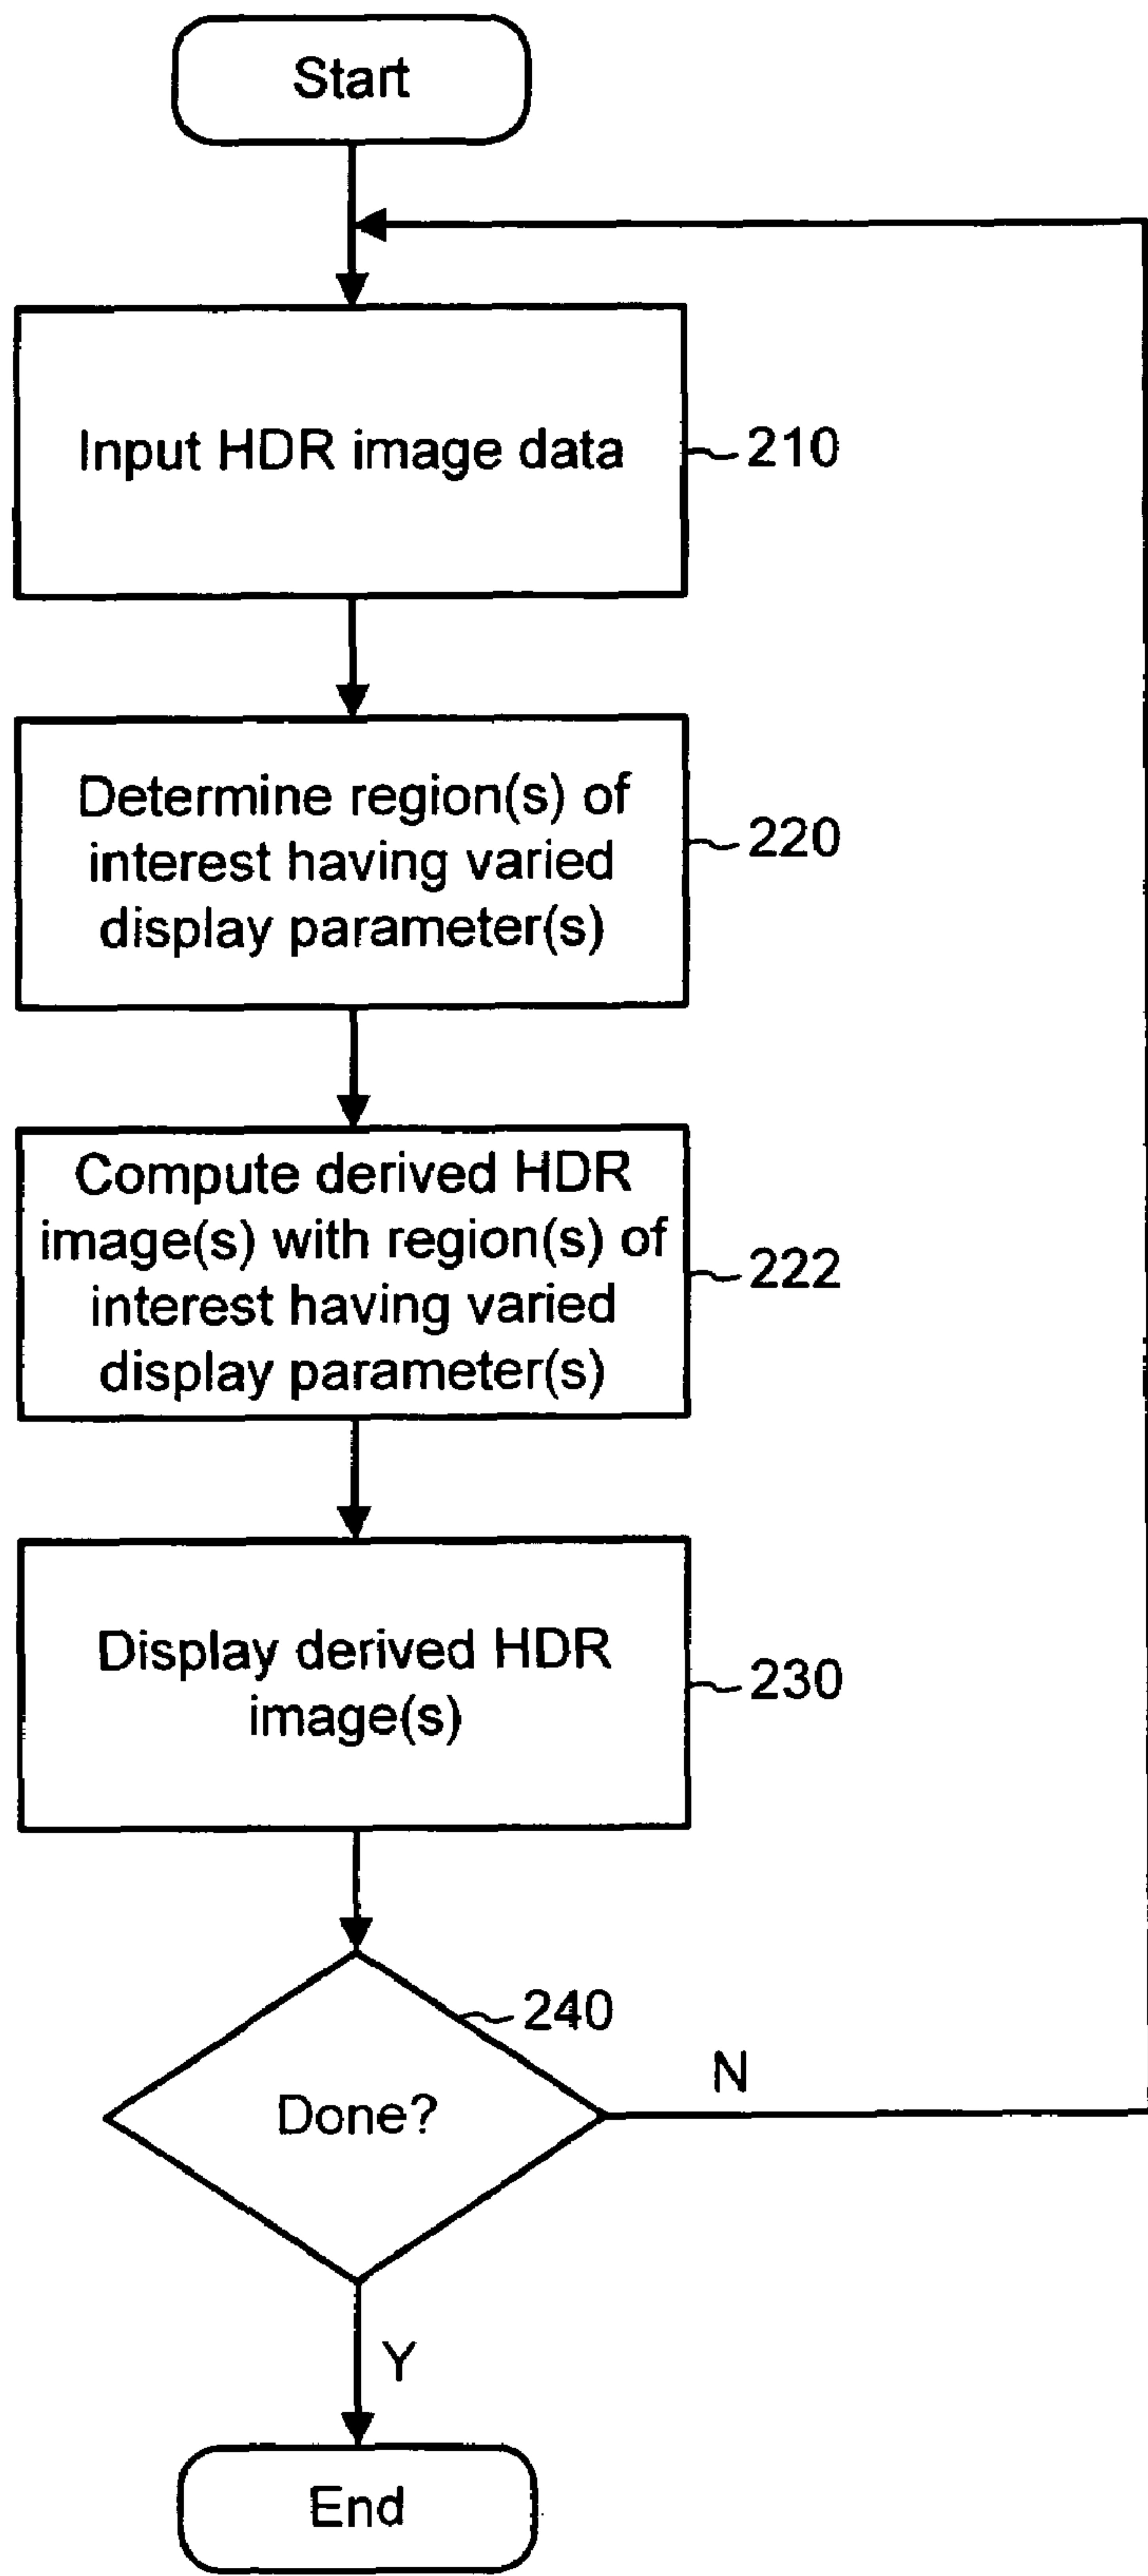 Start
Input HDR image data
210
Determine region(s) of
interest having varied
display parameter(s)
220
Compute derived HDR
image(s) with region(s) of
interest having varied
display parameter(s)
222
Display derived HDR
image(s)
230
240
Done?
N
Y
End